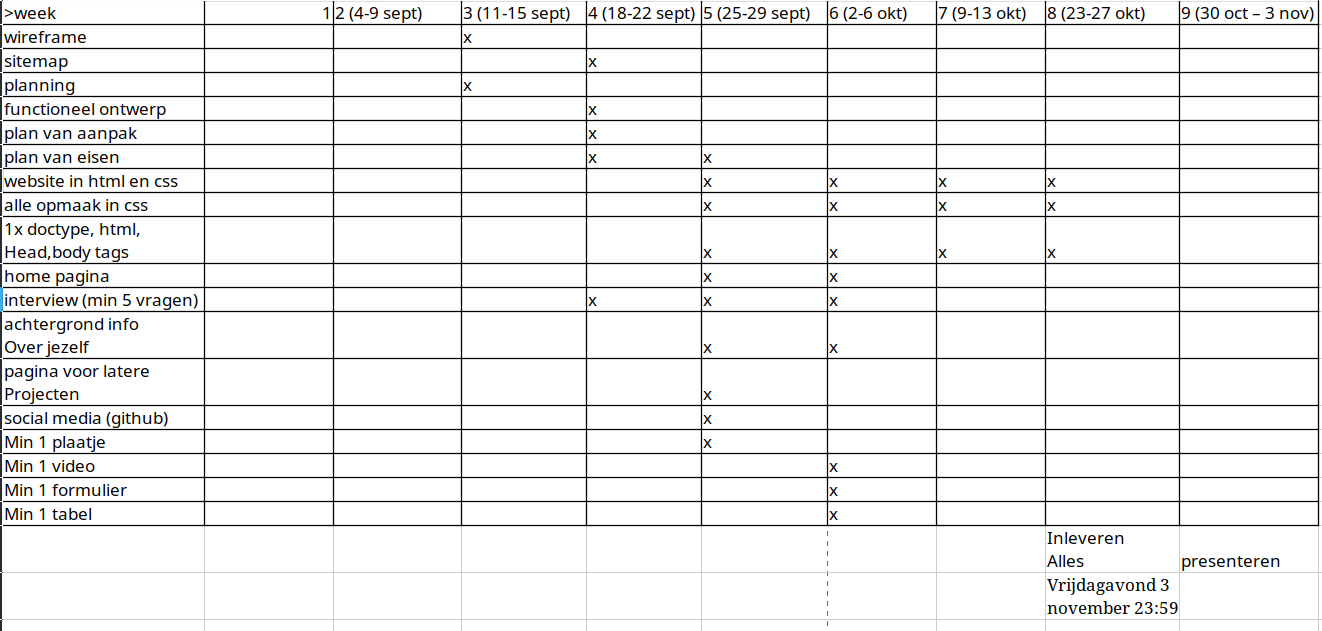 >week 1 2 (4-9 sept) 3 (11-15 sept) 4 (18-22 sept) 5 (25-29 sept) 6 (2-6 okt) 7 (9-13 okt) 8 (23-27 okt) 9 (30 oct – 3 nov)
wireframe x
sitemap x
planning x
functioneel ontwerp x
plan van aanpak x
plan van eisen x x
website in html en css x x x x
alle opmaak in css x x x x
1x doctype, html,
Head,body tags x x x x
home pagina x x
interview (min 5 vragen) x x x
achtergrond info
Over jezelf x x
pagina voor latere
Projecten x
social media (github) x
Min 1 plaatje x
Min 1 video x
Min 1 formulier x
Min 1 tabel x
Inleveren
Alles presenteren
Vrijdagavond 3
november 23:59